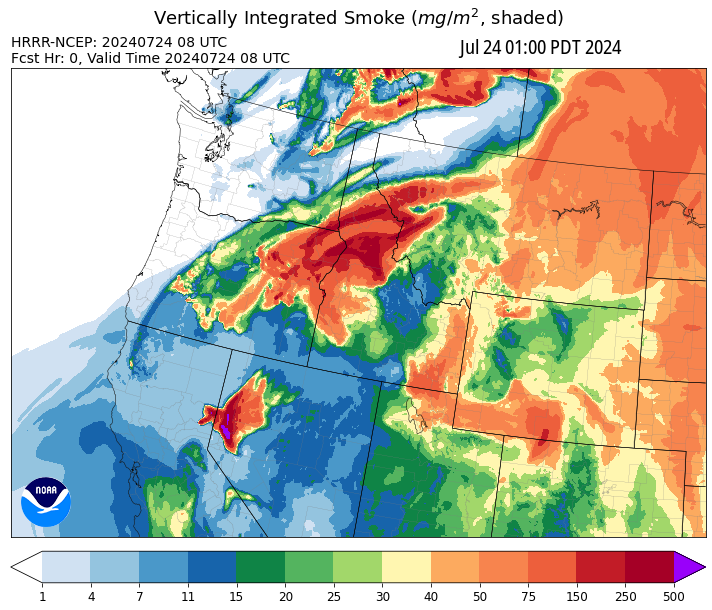 Vertically Integrated Smoke (mg/m², shaded)
HRRR-NCEP: 20240724 08 UTC
Jul 24 01:00 PDT 2024
Fcst Hr: 0, Valid Time 20240724 08 UTC
NOAA
1 4 7 11 15 20 25 30 40 50 75 150 250 500